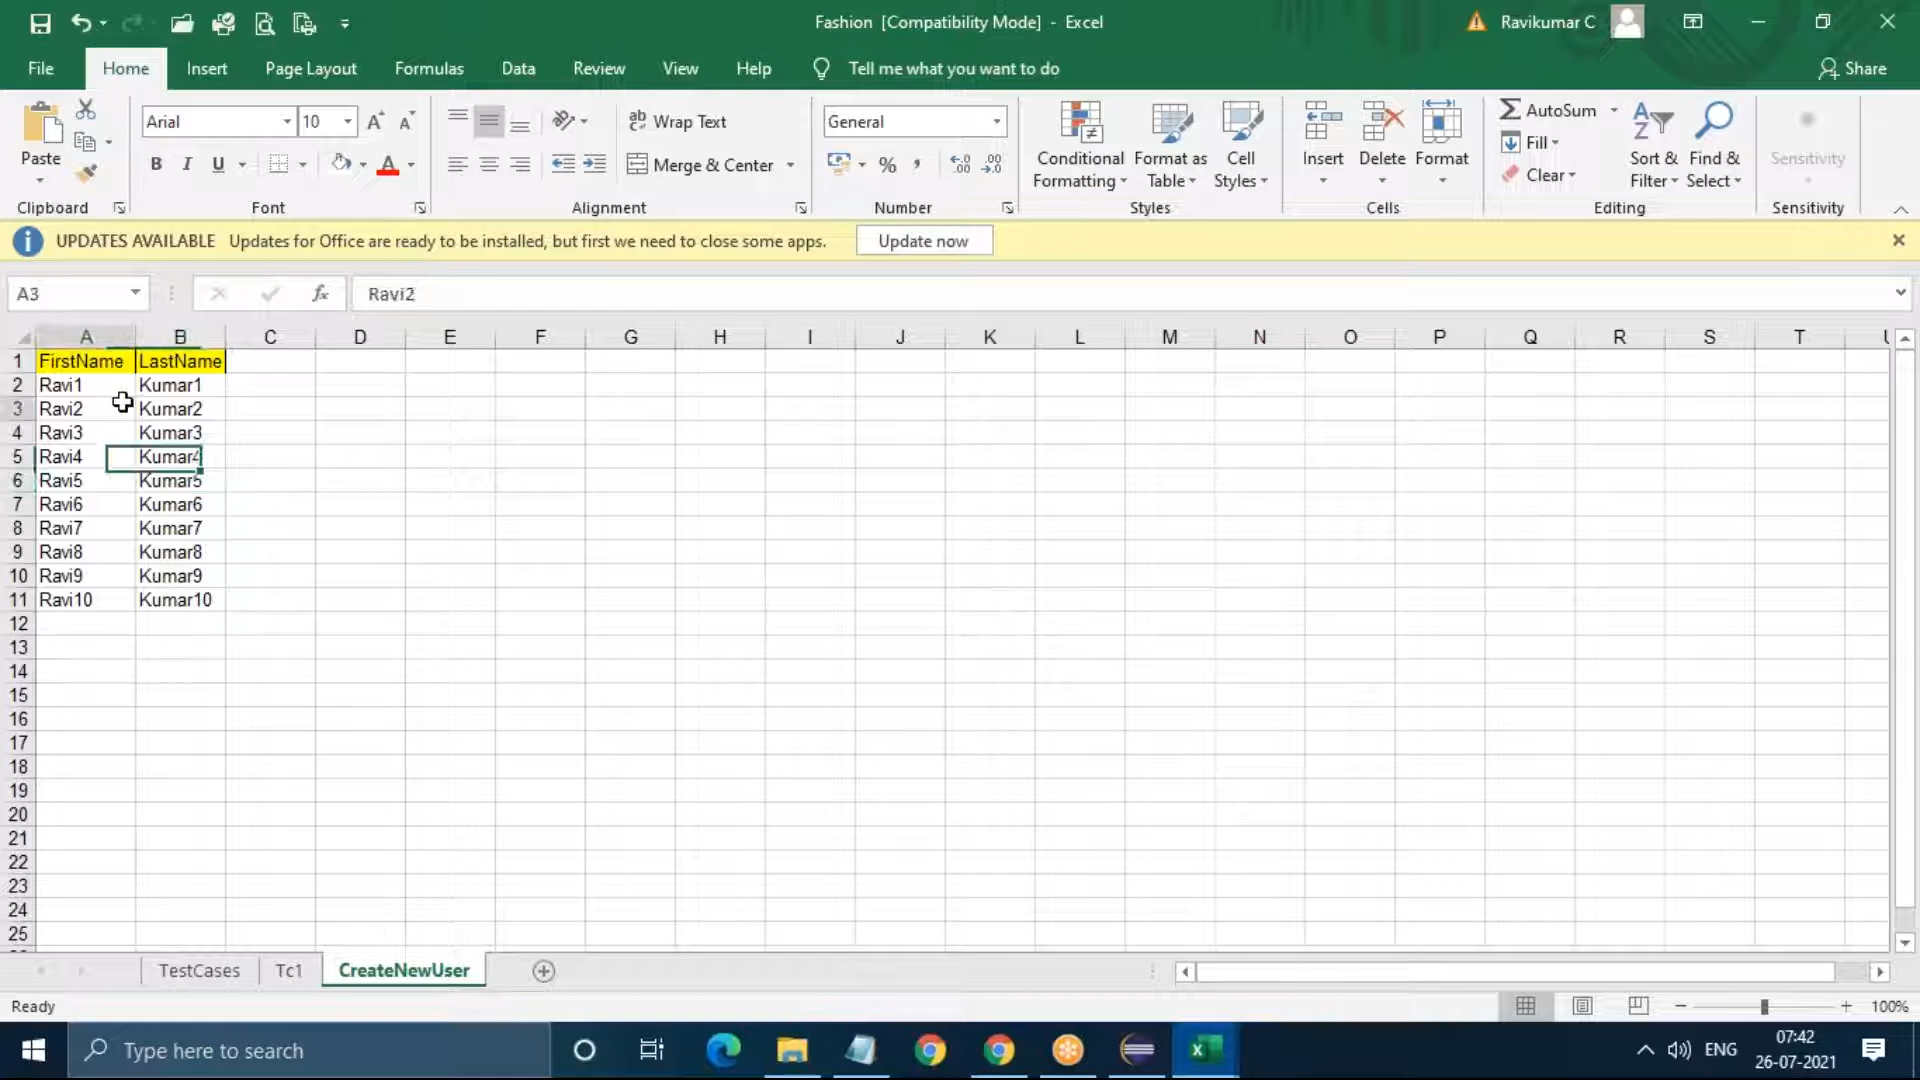 Fashion [Compatibility Mode] - Excel
Ravikumar C
File Home Insert Page Layout Formulas Data Review View Help Tell me what you want to do Share
Paste
Clipboard
Arial 10
B I U A
Font
ab Wrap Text
Merge & Center
Alignment
General
% , .00
Number
Conditional Formatting
Format as Table
Cell Styles
Styles
Insert Delete Format
Cells
AutoSum
Fill
Clear
Sort & Filter
Find & Select
Editing
Sensitivity
Sensitivity
UPDATES AVAILABLE Updates for Office are ready to be installed, but first we need to close some apps. Update now
A3 fx Ravi2
A B C D E F G H I J K L M N O P Q R S T
1 FirstName LastName
2 Ravi1 Kumar1
3 Ravi2 Kumar2
4 Ravi3 Kumar3
5 Ravi4 Kumar4
6 Ravi5 Kumar5
7 Ravi6 Kumar6
8 Ravi7 Kumar7
9 Ravi8 Kumar8
10 Ravi9 Kumar9
11 Ravi10 Kumar10
12
13
14
15
16
17
18
19
20
21
22
23
24
25
TestCases Tc1 CreateNewUser
Ready 100%
Type here to search
ENG
07:42
26-07-2021